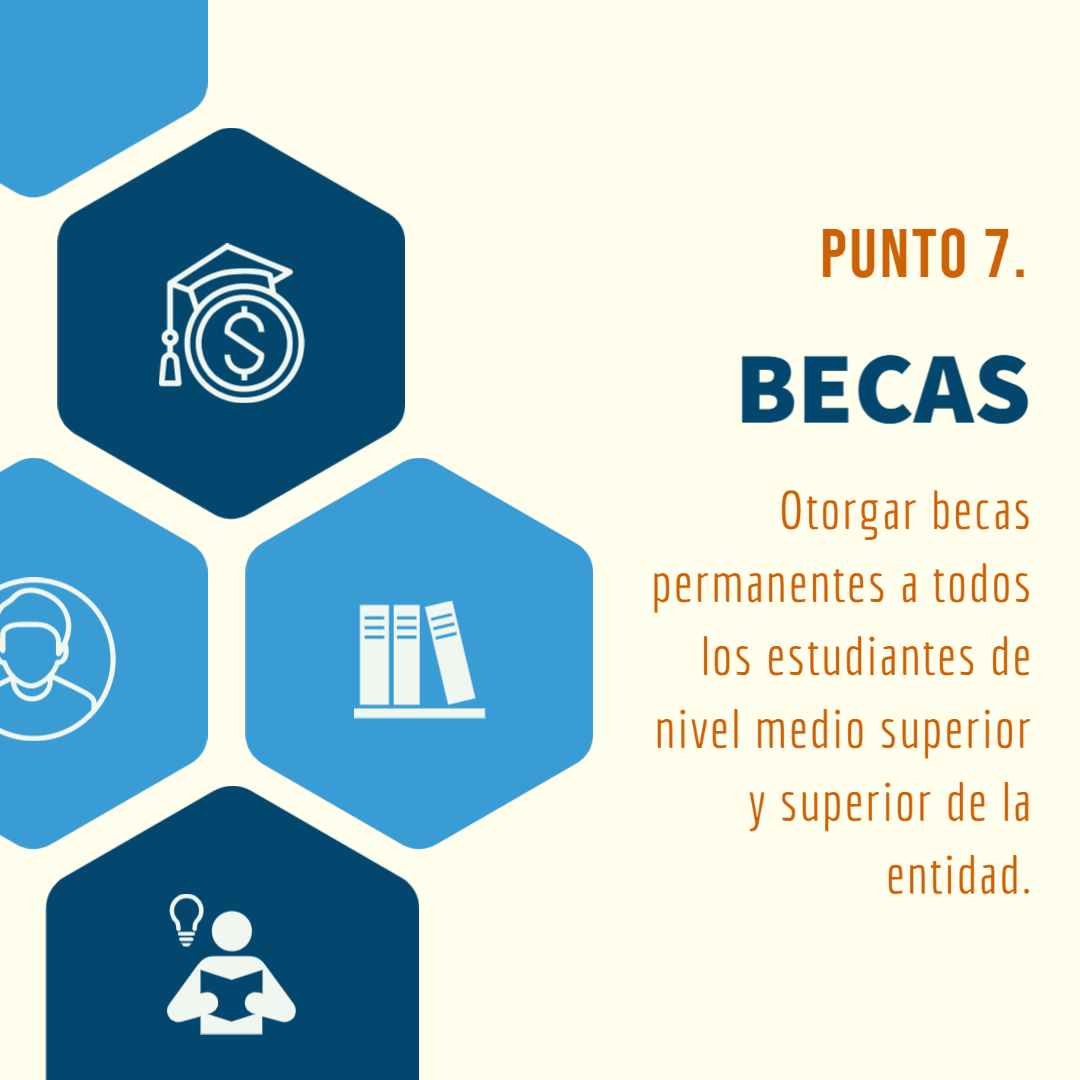 PUNTO 7.
BECAS
Otorgar becas
permanentes a todos
los estudiantes de
nivel medio superior
y superior de la
entidad.